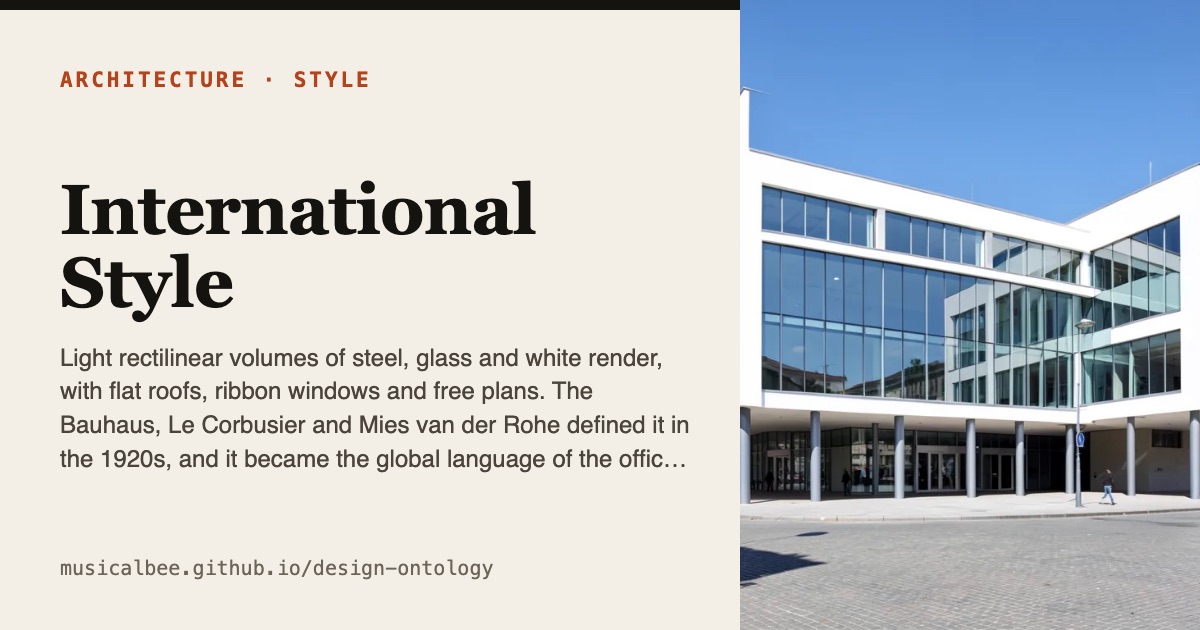 ARCHITECTURE · STYLE
International
Style
Light rectilinear volumes of steel, glass and white render,
with flat roofs, ribbon windows and free plans. The
Bauhaus, Le Corbusier and Mies van der Rohe defined it in
the 1920s, and it became the global language of the offic…
musicalbee.github.io/design-ontology